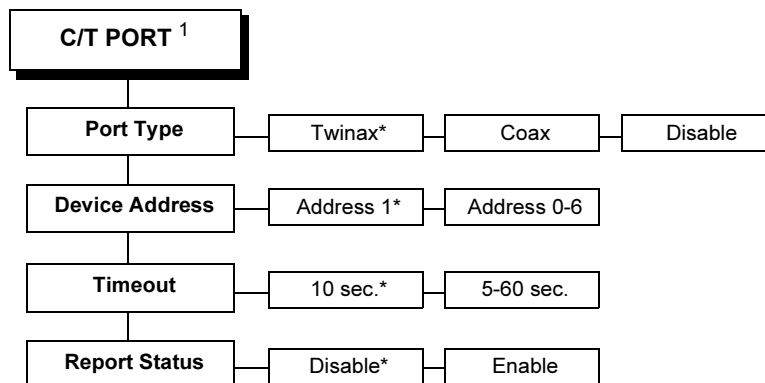 C/T PORT 1
Port Type Twinax* Coax Disable
Device Address Address 1* Address 0-6
Timeout 10 sec.* 5-60 sec.
Report Status Disable* Enable